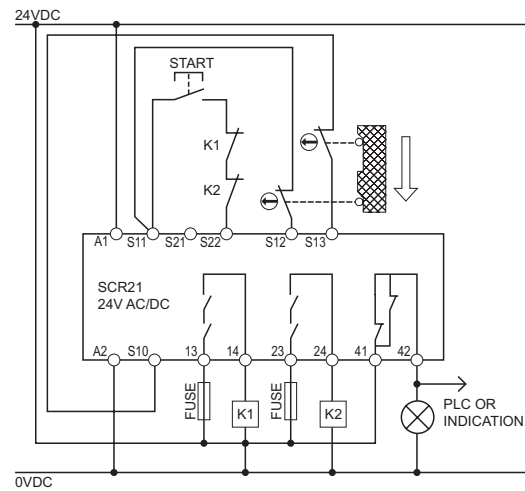 24VDC
START
K1
K2
A1 S11 S21 S22 S12 S13
SCR21
24V AC/DC
A2 S10 13 14 23 24 41 42
FUSE K1 FUSE K2
PLC OR
INDICATION
0VDC